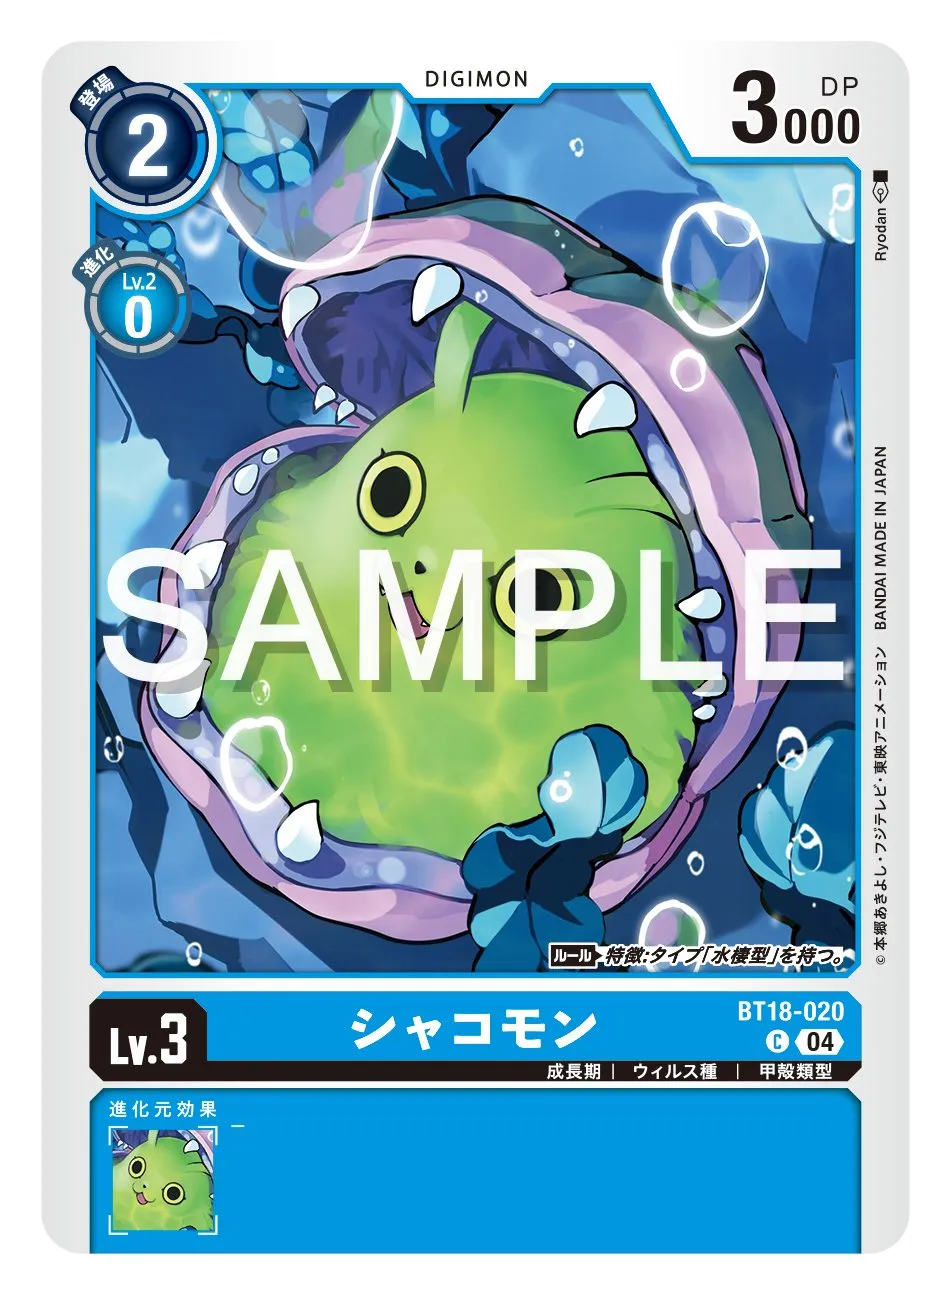 DIGIMON
登場
2
3000
DP
進化
Lv.2
0
Ryodan
SAMPLE
©本郷あきよし・フジテレビ・東映アニメーション BANDAI MADE IN JAPAN
ルール 特徴:タイプ「水棲型」を持つ。
Lv.3
シャコモン
BT18-020
C 04
成長期 | ウィルス種 | 甲殻類型
進化元効果
―